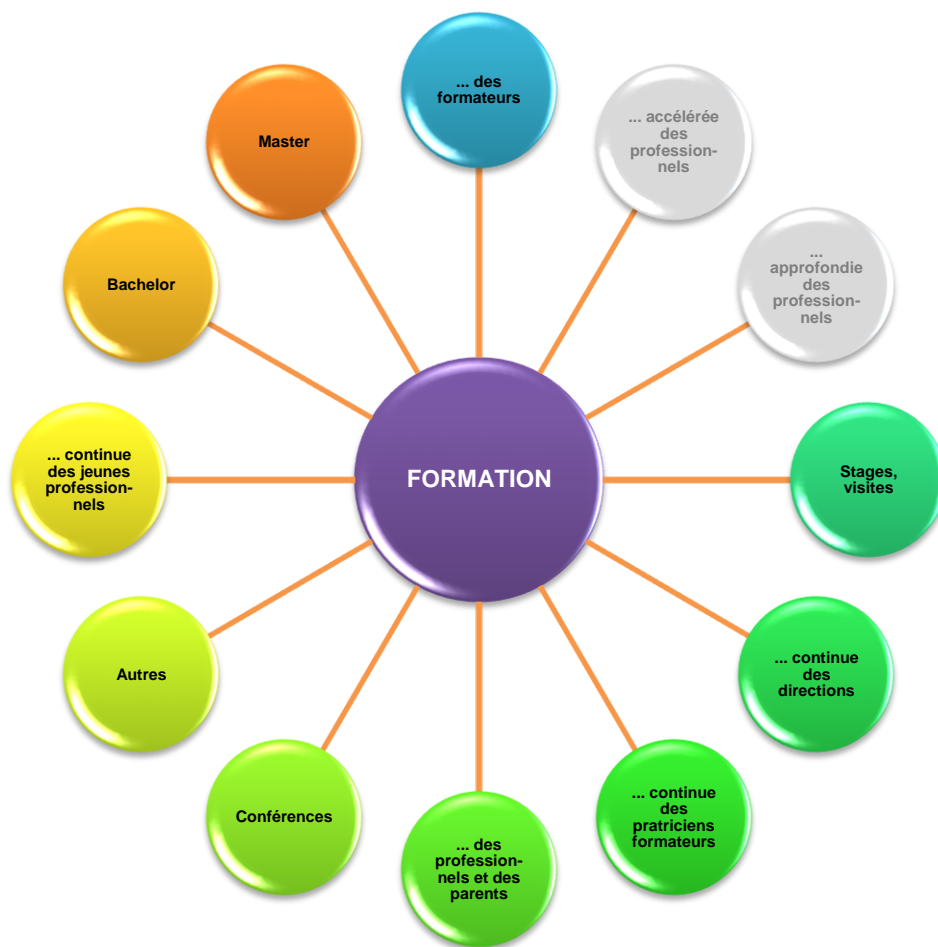 ... des
formateurs
... accélérée
des
profession-
nels
...
approfondie
des
profession-
nels
Stages,
visites
... continue
des
directions
... continue
des
pratriciens
formateurs
... des
profession-
nels et des
parents
Conférences
Autres
... continue
des jeunes
profession-
nels
Bachelor
Master
FORMATION